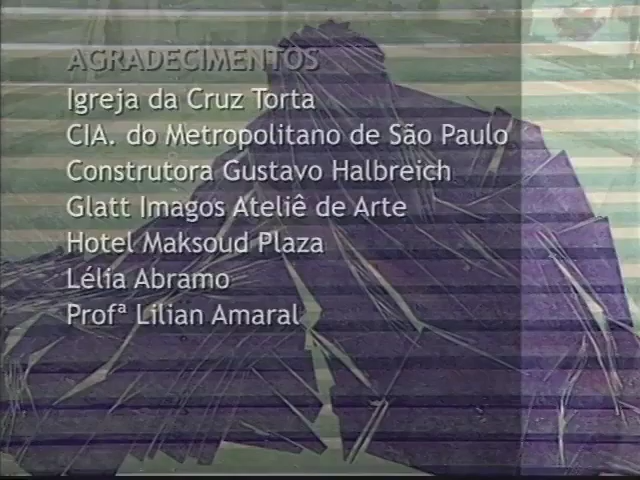 AGRADECIMENTOS
Igreja da Cruz Torta
CIA. do Metropolitano de São Paulo
Construtora Gustavo Halbreich
Glatt Imagos Ateliê de Arte
Hotel Maksoud Plaza
Lélia Abramo
Profª Lilian Amaral